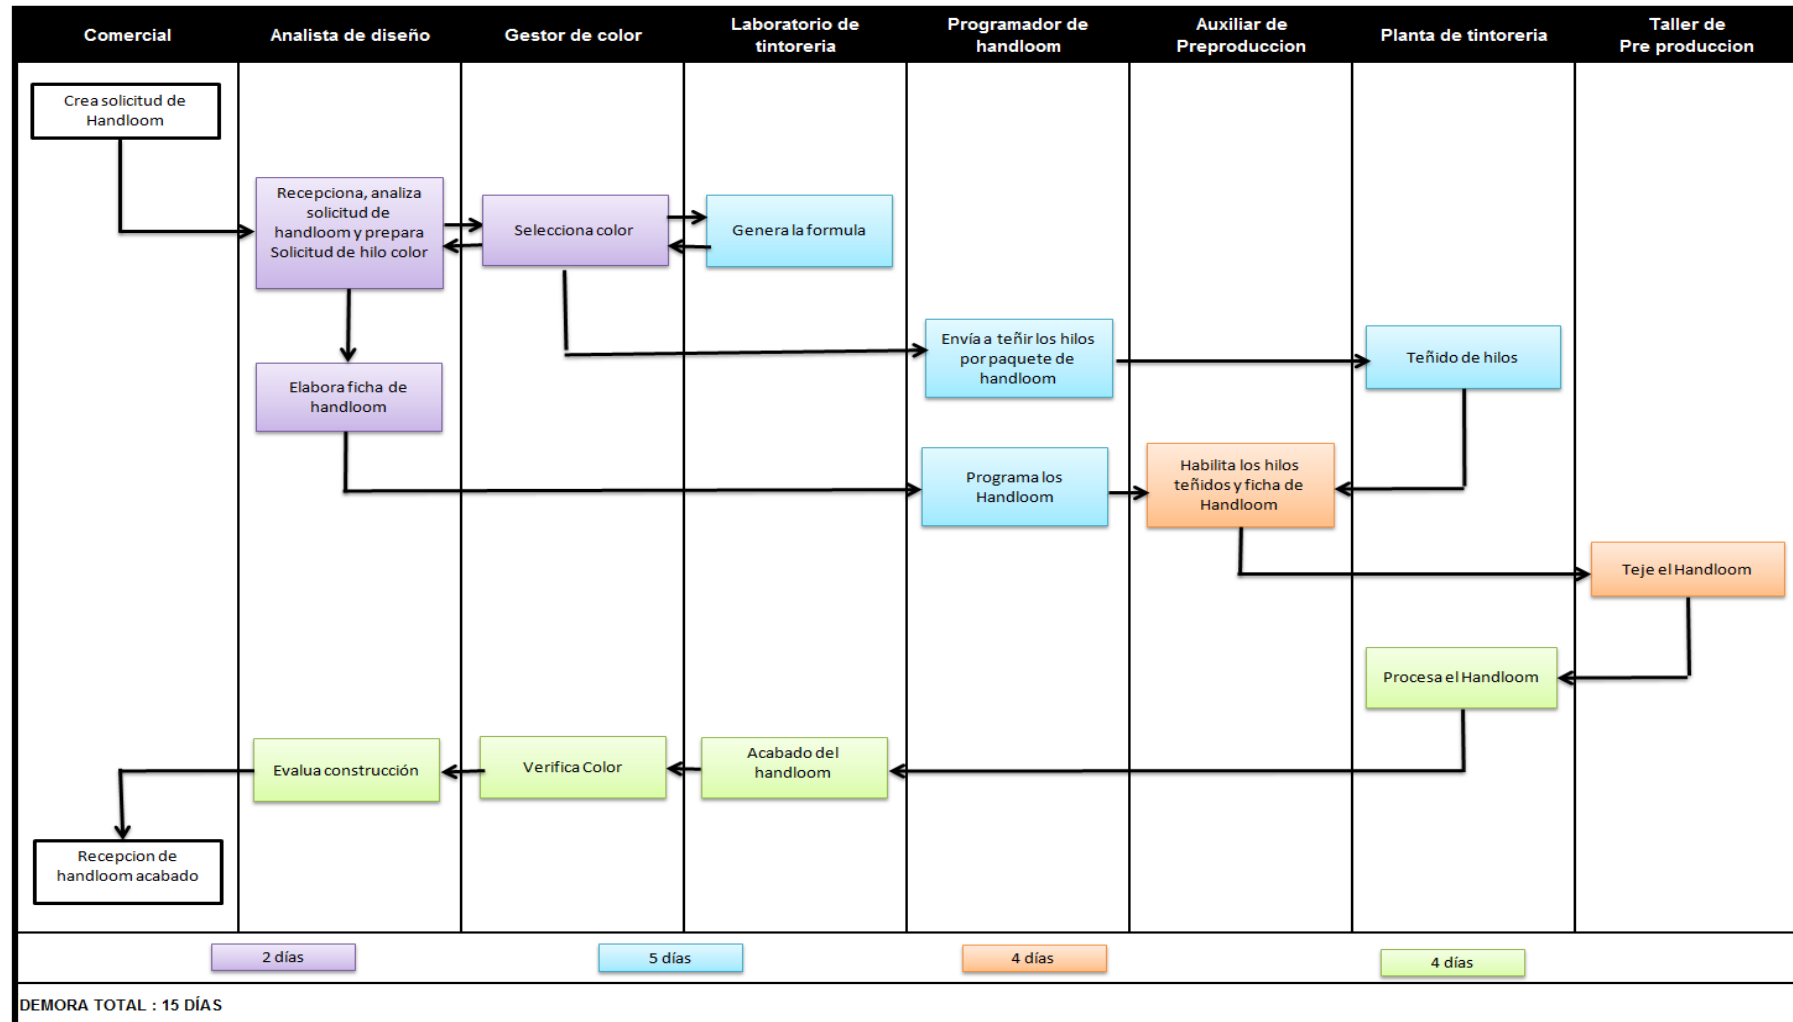 Comercial
Analista de diseño
Gestor de color
Laboratorio de
tintoreria
Programador de
handloom
Auxiliar de
Preproduccion
Planta de tintoreria
Taller de
Pre produccion
Crea solicitud de
Handloom
Recepciona, analiza
solicitud de
handloom y prepara
Solicitud de hilo color
Selecciona color
Genera la formula
Envía a teñir los hilos
por paquete de
handloom
Teñido de hilos
Elabora ficha de
handloom
Programa los
Handloom
Habilita los hilos
teñidos y ficha de
Handloom
Teje el Handloom
Procesa el Handloom
Evalua construcción
Verifica Color
Acabado del
handloom
Recepcion de
handloom acabado
2 días
5 días
4 días
4 días
DEMORA TOTAL : 15 DÍAS